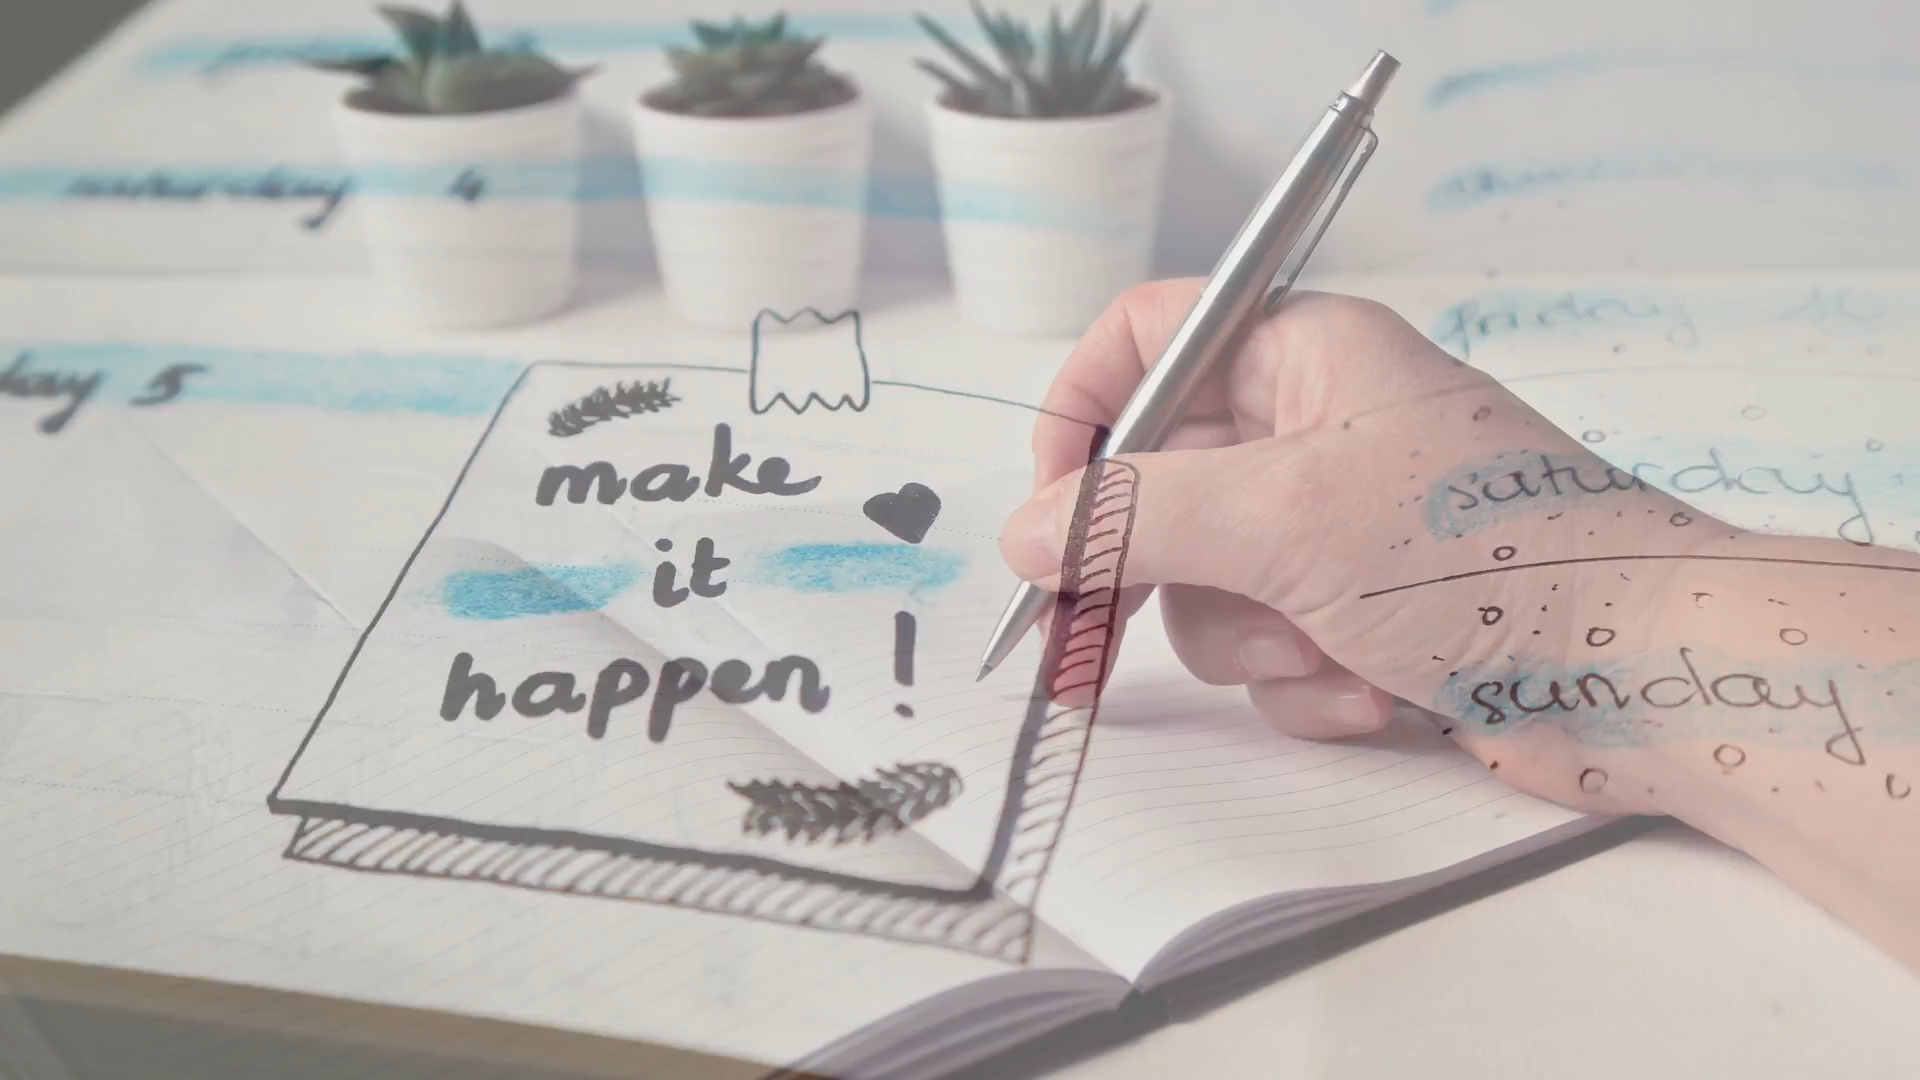 saturday 4
day 5
make
it
happen !
friday 10
saturday
sunday